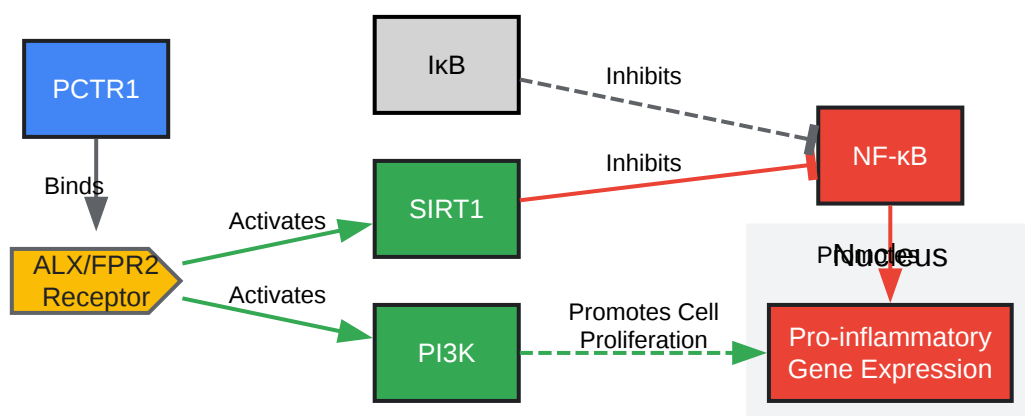 PCTR1
IκB
Inhibits
NF-κB
Binds
SIRT1
Inhibits
Activates
ALX/FPR2
Receptor
Activates
Promotes
Nucleus
PI3K
Promotes Cell
Proliferation
Pro-inflammatory
Gene Expression